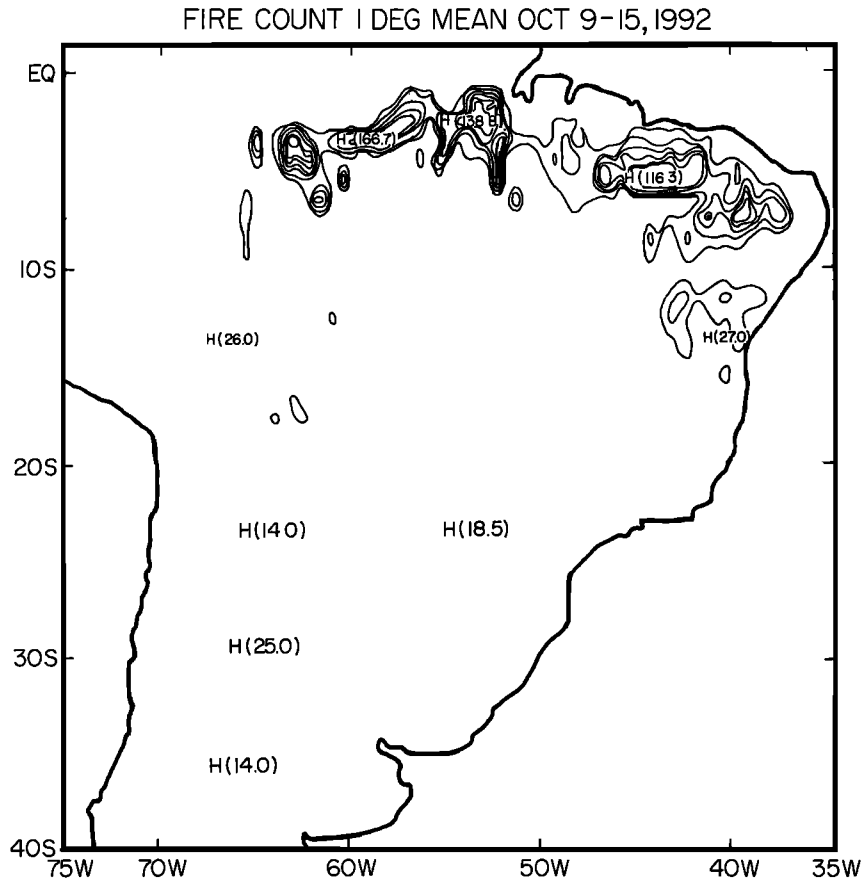 FIRE COUNT 1 DEG MEAN OCT 9-15, 1992
EQ
H (166.7)
H (138.8)
H (116.3)
10S
H (26.0)
H (27.0)
20S
H (14.0)
H (18.5)
H (25.0)
30S
H (14.0)
40S
75W 70W 60W 50W 40W 35W